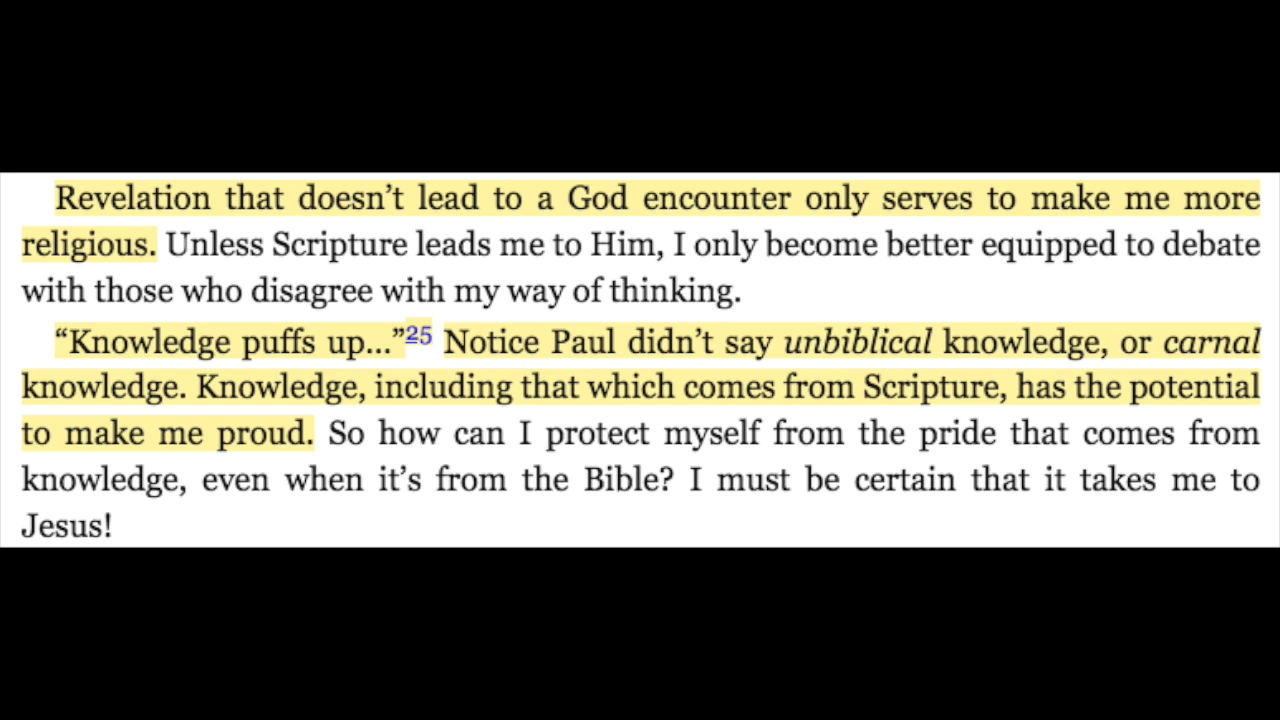 Revelation that doesn’t lead to a God encounter only serves to make me more
religious. Unless Scripture leads me to Him, I only become better equipped to debate
with those who disagree with my way of thinking.
“Knowledge puffs up...”25 Notice Paul didn’t say unbiblical knowledge, or carnal
knowledge. Knowledge, including that which comes from Scripture, has the potential
to make me proud. So how can I protect myself from the pride that comes from
knowledge, even when it’s from the Bible? I must be certain that it takes me to
Jesus!